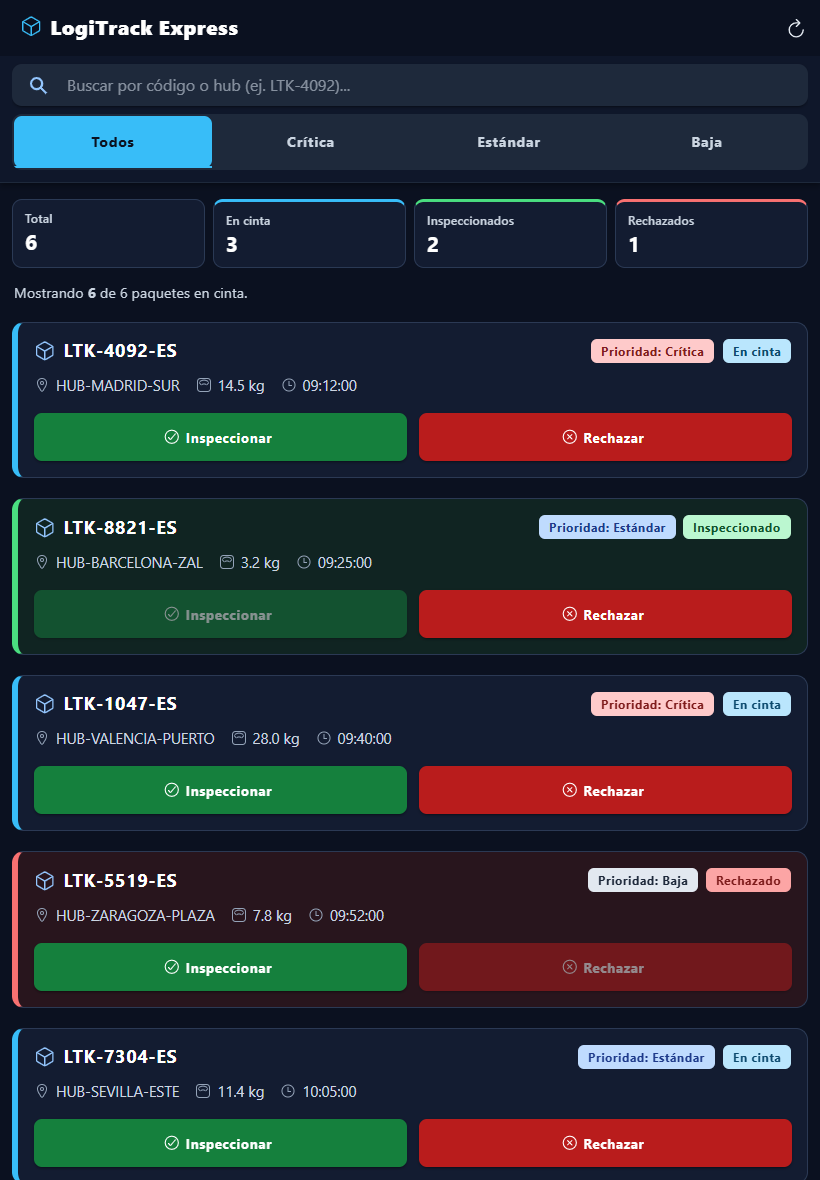 LogiTrack Express
Buscar por código o hub (ej. LTK-4092)...
Todos Crítica Estándar Baja
Total En cinta Inspeccionados Rechazados
6 3 2 1
Mostrando 6 de 6 paquetes en cinta.
LTK-4092-ES Prioridad: Crítica En cinta
HUB-MADRID-SUR 14.5 kg 09:12:00
Inspeccionar Rechazar
LTK-8821-ES Prioridad: Estándar Inspeccionado
HUB-BARCELONA-ZAL 3.2 kg 09:25:00
Inspeccionar Rechazar
LTK-1047-ES Prioridad: Crítica En cinta
HUB-VALENCIA-PUERTO 28.0 kg 09:40:00
Inspeccionar Rechazar
LTK-5519-ES Prioridad: Baja Rechazado
HUB-ZARAGOZA-PLAZA 7.8 kg 09:52:00
Inspeccionar Rechazar
LTK-7304-ES Prioridad: Estándar En cinta
HUB-SEVILLA-ESTE 11.4 kg 10:05:00
Inspeccionar Rechazar